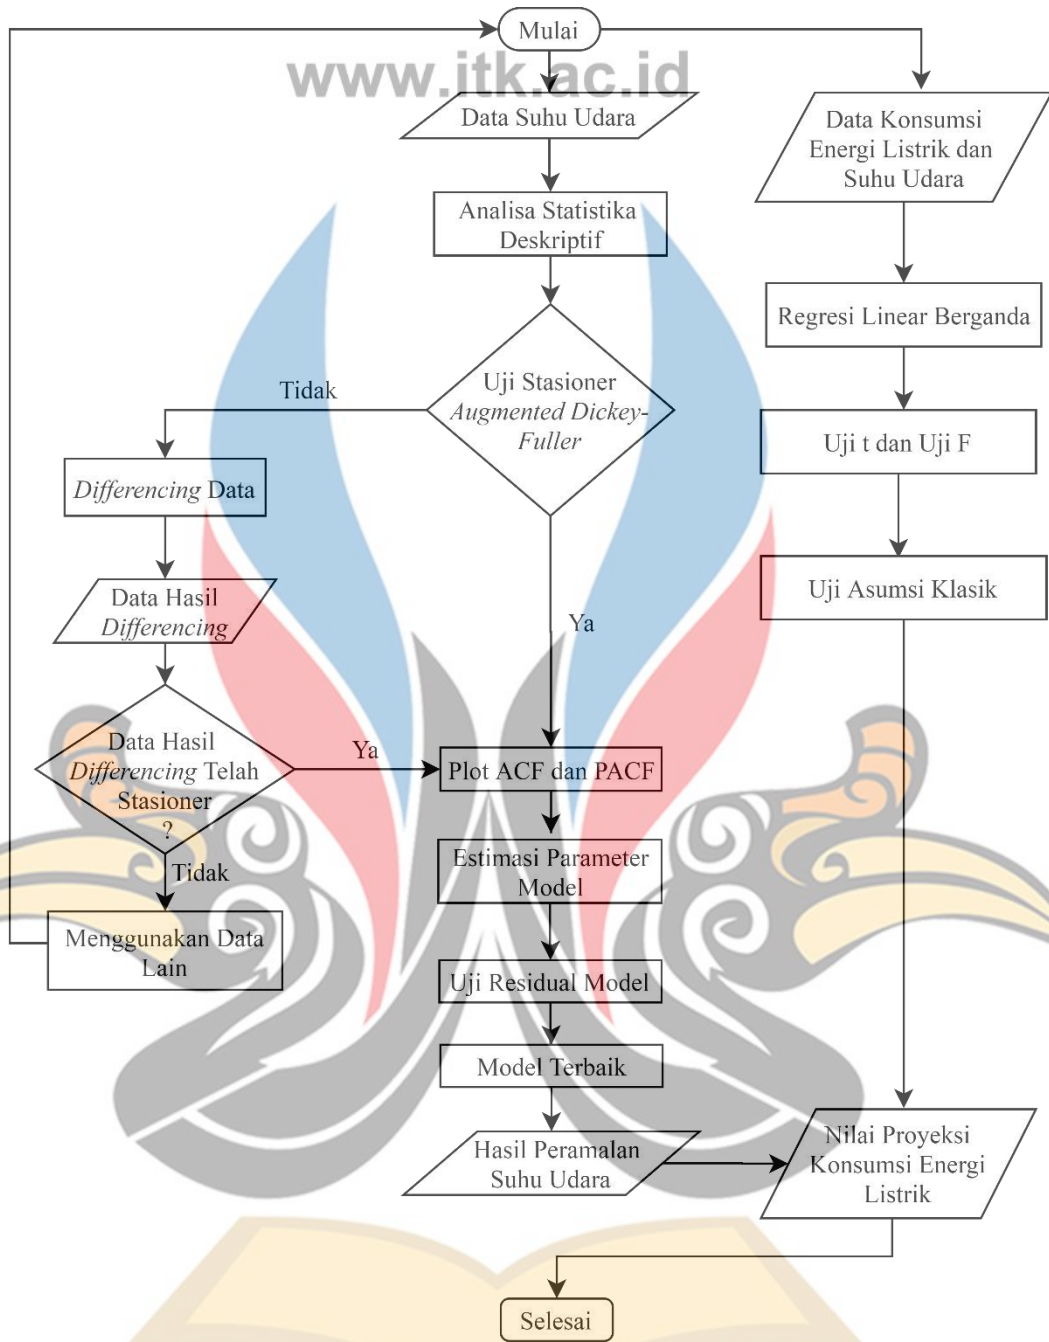 Mulai
www.itk.ac.id
Data Suhu Udara
Data Konsumsi
Energi Listrik dan
Suhu Udara
Analisa Statistika
Deskriptif
Regresi Linear Berganda
Uji Stasioner
Augmented Dickey-
Fuller
Tidak
Uji t dan Uji F
Differencing Data
Uji Asumsi Klasik
Data Hasil
Differencing
Ya
Data Hasil
Differencing Telah
Stasioner
?
Ya
Plot ACF dan PACF
Tidak
Estimasi Parameter
Model
Menggunakan Data
Lain
Uji Residual Model
Model Terbaik
Hasil Peramalan
Suhu Udara
Nilai Proyeksi
Konsumsi Energi
Listrik
Selesai